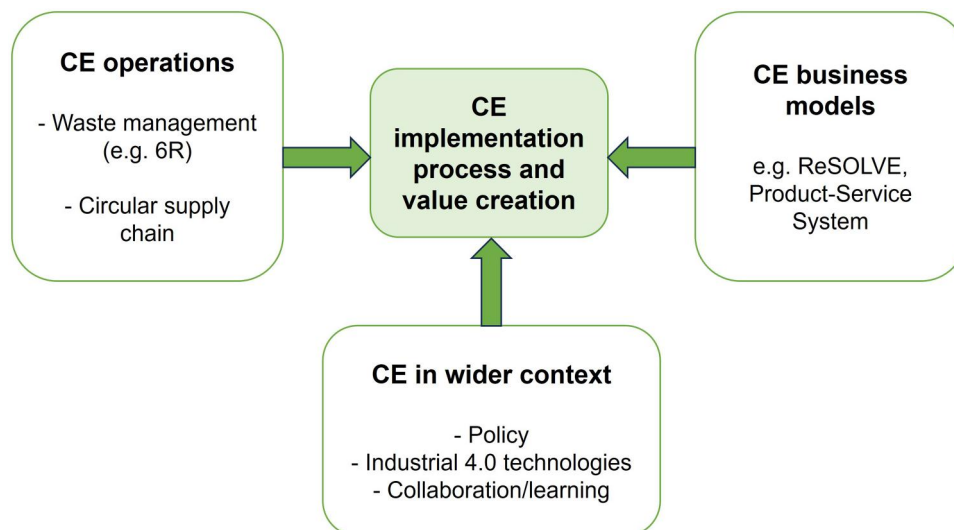 CE operations
- Waste management
(e.g. 6R)
- Circular supply
chain
CE
implementation
process and
value creation
CE business
models
e.g. ReSOLVE,
Product-Service
System
CE in wider context
- Policy
- Industrial 4.0 technologies
- Collaboration/learning